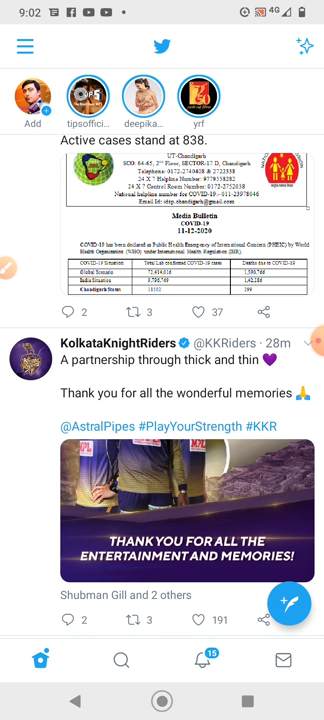 9:02
4G
Add
tipsoffici...
deepika...
yrf
Active cases stand at 838.
UT-Chandigarh
SCO: 64-65, 2nd FLOOR, SECTOR-17 D, Chandigarh
Telephone: 0172-2740408 & 2722338
24 X 7 Helpline Number: 9779558282
24 X 7 Control Room Number: 0172-2752038
National helpline number for COVID-19:- 011-23978046
Email Id: idsp.chandigarh@gmail.com
Media Bulletin
COVID-19
11-12-2020
COVID-19 has been declared as Public Health Emergency of International Concern (PHEIC) by World
Health Organization (WHO) under International Health Regulation (IHR).
COVID-19 Situation Total Lab confirmed COVID-19 cases Deaths due to COVID-19
Global Scenario 72,414,016
India Situation 9,796,769 1,42,186
Chandigarh Status 299
2 3 37
KolkataKnightRiders @KKRiders · 28m
A partnership through thick and thin 💜
Thank you for all the wonderful memories 🙏
@AstralPipes #PlayYourStrength #KKR
THANK YOU FOR ALL THE
ENTERTAINMENT AND MEMORIES!
Shubman Gill and 2 others
2 3 191
15